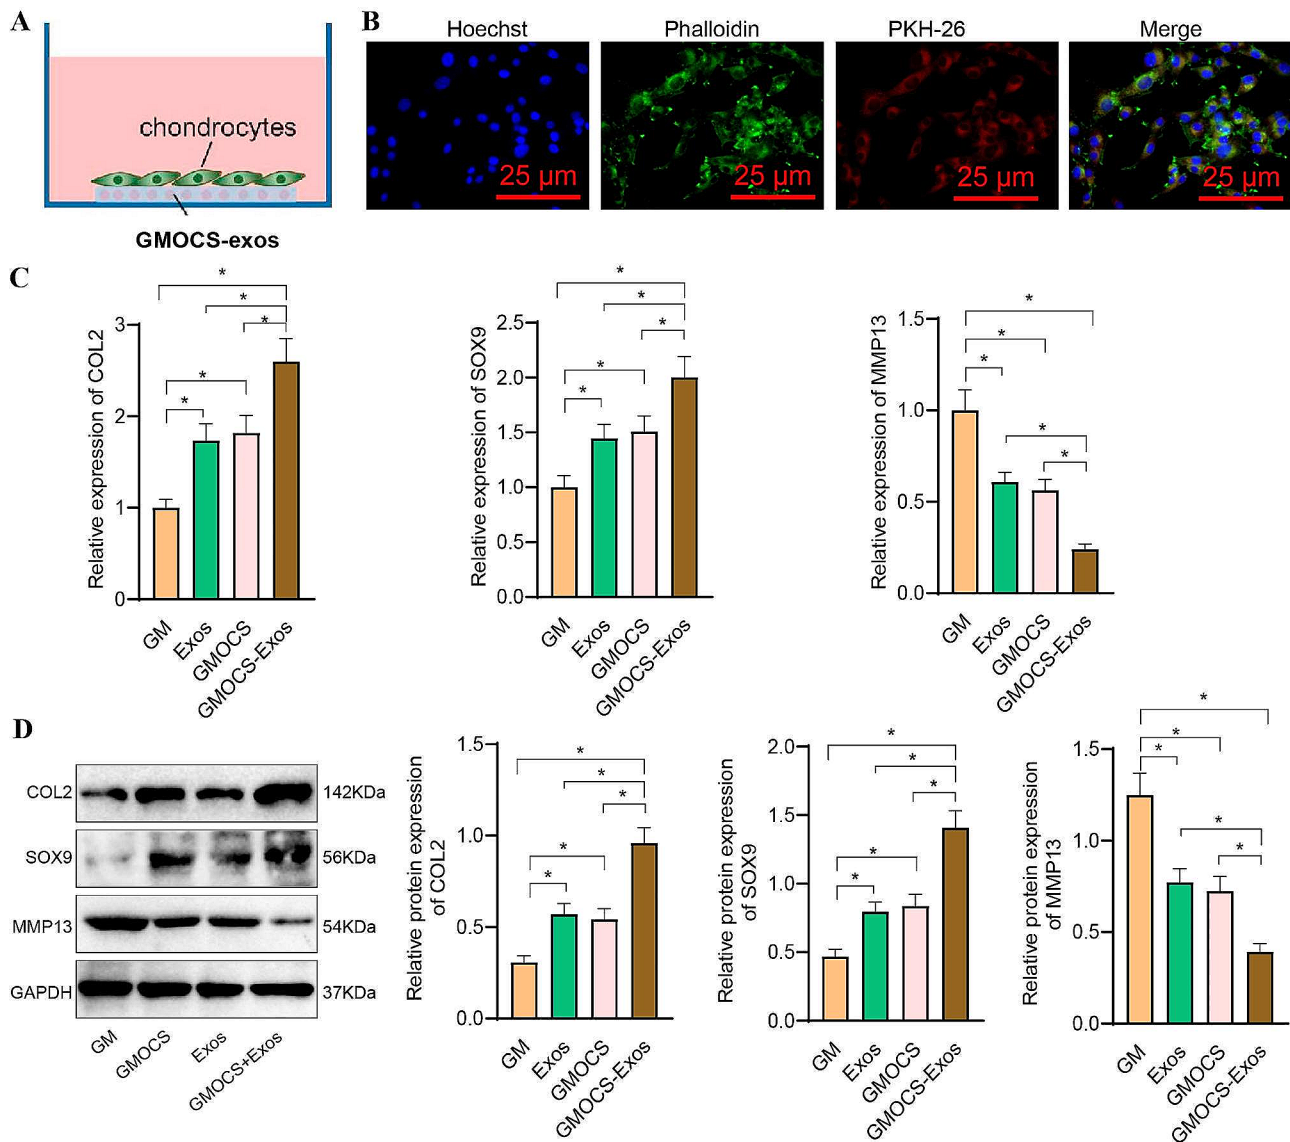 A
chondrocytes
GMOCS-exos
B
Hoechst
Phalloidin
PKH-26
Merge
25 μm
25 μm
25 μm
25 μm
C
Relative expression of COL2
3
2
1
0
*
*
*
*
*
GM
Exos
GMOCS
GMOCS-Exos
Relative expression of SOX9
2.5
2.0
1.5
1.0
0.5
0.0
*
*
*
*
*
GM
Exos
GMOCS
GMOCS-Exos
Relative expression of MMP13
1.5
1.0
0.5
0.0
*
*
*
*
*
GM
Exos
GMOCS
GMOCS-Exos
D
COL2
142KDa
SOX9
56KDa
MMP13
54KDa
GAPDH
37KDa
GM
GMOCS
Exos
GMOCS+Exos
Relative protein expression
of COL2
1.5
1.0
0.5
0.0
*
*
*
*
*
GM
Exos
GMOCS
GMOCS-Exos
Relative protein expression
of SOX9
2.0
1.5
1.0
0.5
0.0
*
*
*
*
*
GM
Exos
GMOCS
GMOCS-Exos
Relative protein expression
of MMP13
1.5
1.0
0.5
0.0
*
*
*
*
*
GM
Exos
GMOCS
GMOCS-Exos